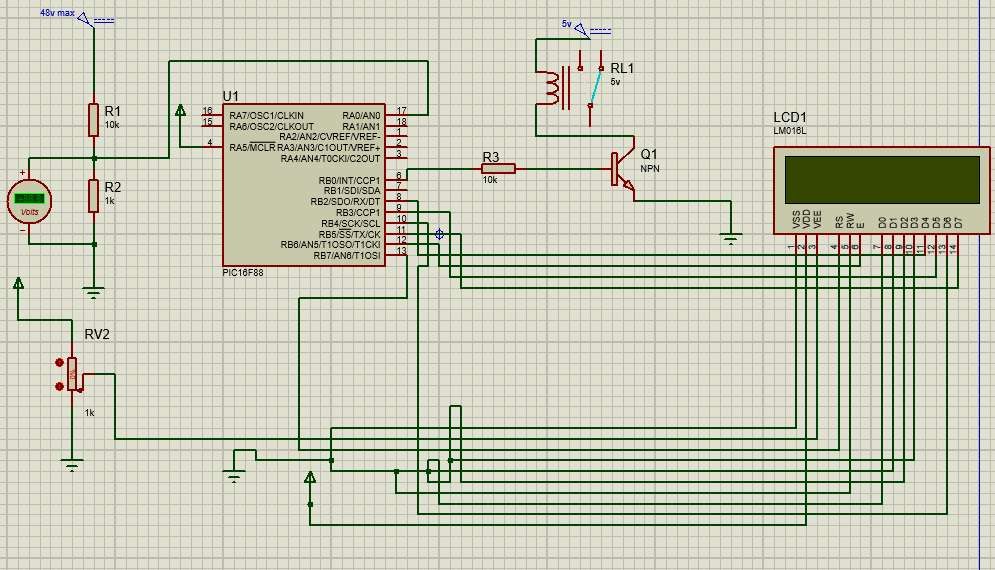 48v max
R1
10k
R2
1k
+
Volts
-
RV2
0%
1k
U1
16 RA7/OSC1/CLKIN RA0/AN0 17
15 RA6/OSC2/CLKOUT RA1/AN1 18
RA2/AN2/CVREF/VREF- 1
4 RA5/MCLR RA3/AN3/C1OUT/VREF+ 2
RA4/AN4/T0CKI/C2OUT 3
RB0/INT/CCP1 6
RB1/SDI/SDA 7
RB2/SDO/RX/DT 8
RB3/CCP1 9
RB4/SCK/SCL 10
RB5/SS/TX/CK 11
RB6/AN5/T1OSO/T1CKI 12
RB7/AN6/T1OSI 13
PIC16F88
5v
RL1
5v
R3
10k
Q1
NPN
LCD1
LM016L
VSS VDD VEE RS RW E D0 D1 D2 D3 D4 D5 D6 D7
1 2 3 4 5 6 7 8 9 10 11 12 13 14